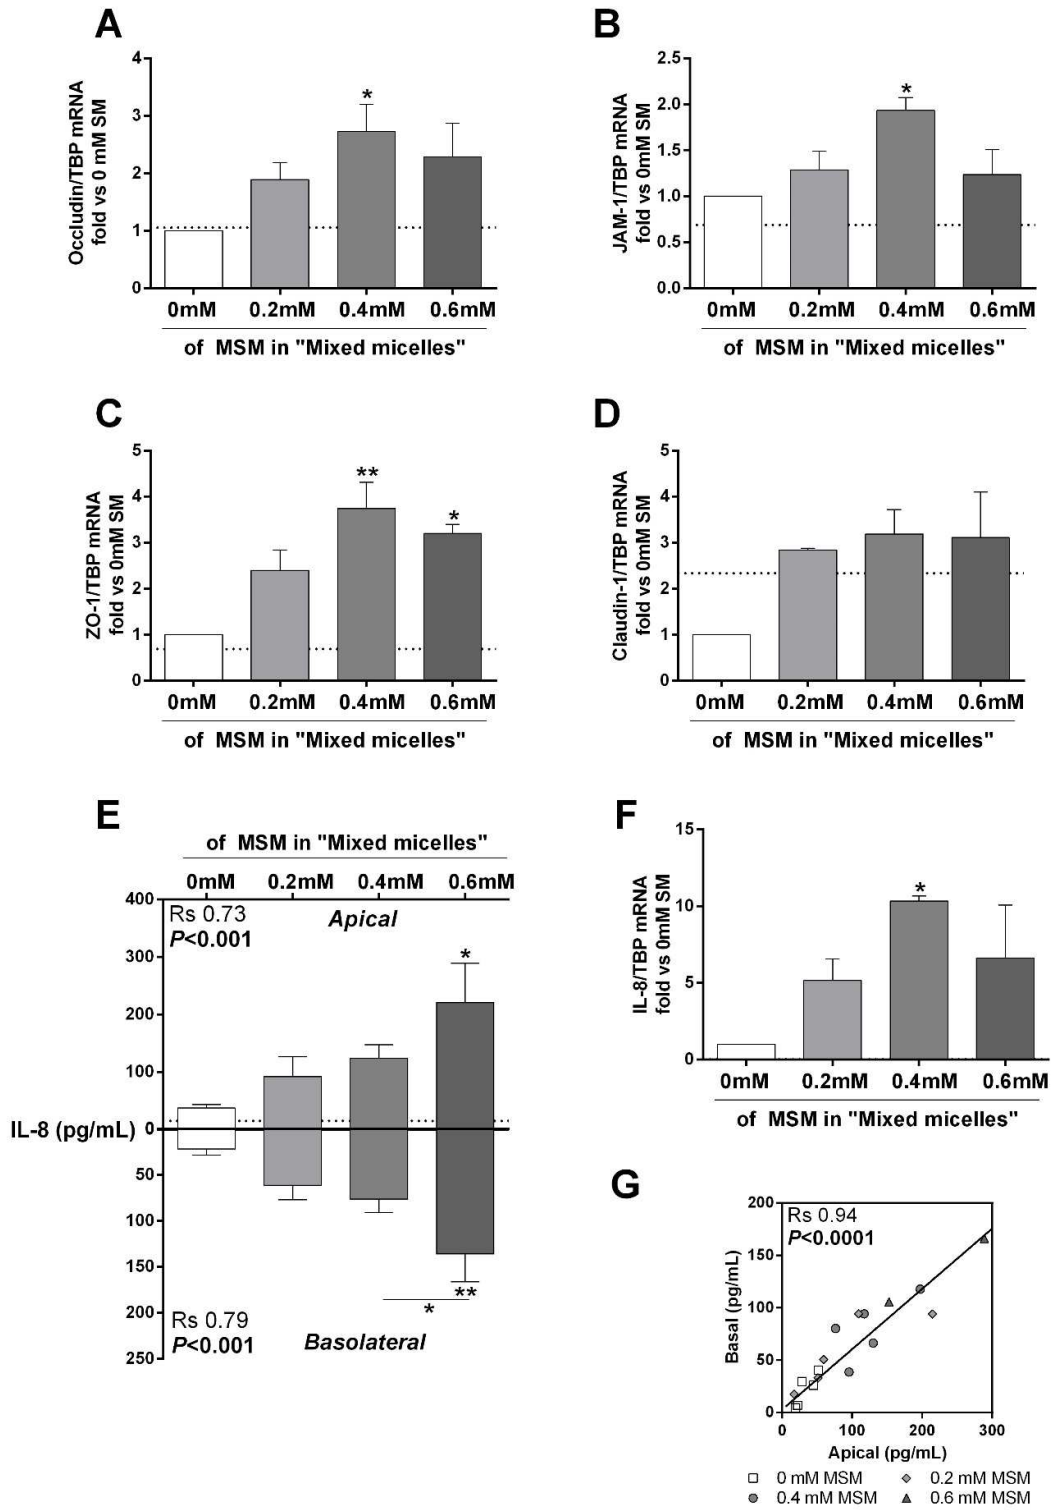 A
Occludin/TBP mRNA
fold vs 0 mM SM
4
3
2
1
0
*
0mM 0.2mM 0.4mM 0.6mM
of MSM in "Mixed micelles"
B
JAM-1/TBP mRNA
fold vs 0mM SM
2.5
2.0
1.5
1.0
0.5
0.0
*
0mM 0.2mM 0.4mM 0.6mM
of MSM in "Mixed micelles"
C
ZO-1/TBP mRNA
fold vs 0mM SM
5
4
3
2
1
0
**
*
0mM 0.2mM 0.4mM 0.6mM
of MSM in "Mixed micelles"
D
Claudin-1/TBP mRNA
fold vs 0mM SM
5
4
3
2
1
0
0mM 0.2mM 0.4mM 0.6mM
of MSM in "Mixed micelles"
E
of MSM in "Mixed micelles"
0mM 0.2mM 0.4mM 0.6mM
400
Rs 0.73
P<0.001
Apical
300
*
200
100
IL-8 (pg/mL) 0
50
100
150
**
*
200
Rs 0.79
P<0.001
Basolateral
250
F
IL-8/TBP mRNA
fold vs 0mM SM
15
10
5
0
*
0mM 0.2mM 0.4mM 0.6mM
of MSM in "Mixed micelles"
G
Basal (pg/mL)
200
150
100
50
0
Rs 0.94
P<0.0001
0 100 200 300
Apical (pg/mL)
0 mM MSM 0.2 mM MSM
0.4 mM MSM 0.6 mM MSM